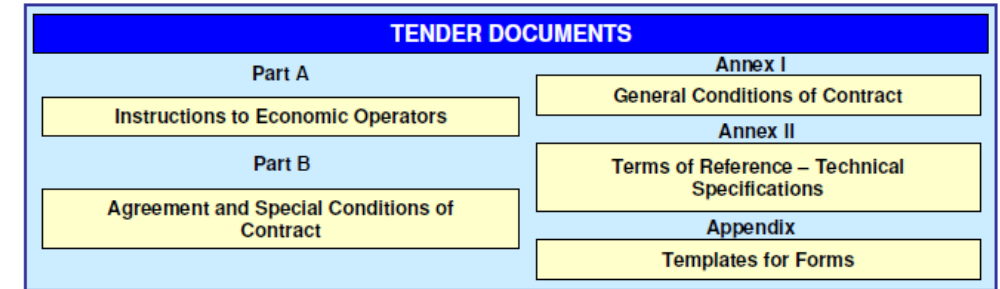 TENDER DOCUMENTS
Part A
Instructions to Economic Operators
Part B
Agreement and Special Conditions of
Contract
Annex I
General Conditions of Contract
Annex II
Terms of Reference – Technical
Specifications
Appendix
Templates for Forms